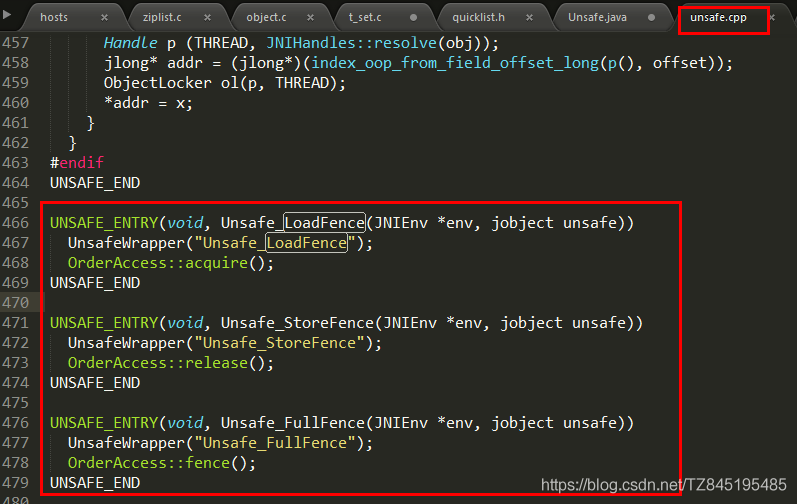 hosts × ziplist.c × object.c × t_set.c quicklist.h × Unsafe.java unsafe.cpp ×
457 Handle p (THREAD, JNIHandles::resolve(obj));
458 jlong* addr = (jlong*)(index_oop_from_field_offset_long(p(), offset));
459 ObjectLocker ol(p, THREAD);
460 *addr = x;
461 }
462 }
463 #endif
464 UNSAFE_END
465
466 UNSAFE_ENTRY(void, Unsafe_LoadFence(JNIEnv *env, jobject unsafe))
467 UnsafeWrapper("Unsafe_LoadFence");
468 OrderAccess::acquire();
469 UNSAFE_END
470
471 UNSAFE_ENTRY(void, Unsafe_StoreFence(JNIEnv *env, jobject unsafe))
472 UnsafeWrapper("Unsafe_StoreFence");
473 OrderAccess::release();
474 UNSAFE_END
475
476 UNSAFE_ENTRY(void, Unsafe_FullFence(JNIEnv *env, jobject unsafe))
477 UnsafeWrapper("Unsafe_FullFence");
478 OrderAccess::fence();
479 UNSAFE_END
480
https://blog.csdn.net/TZ845195485